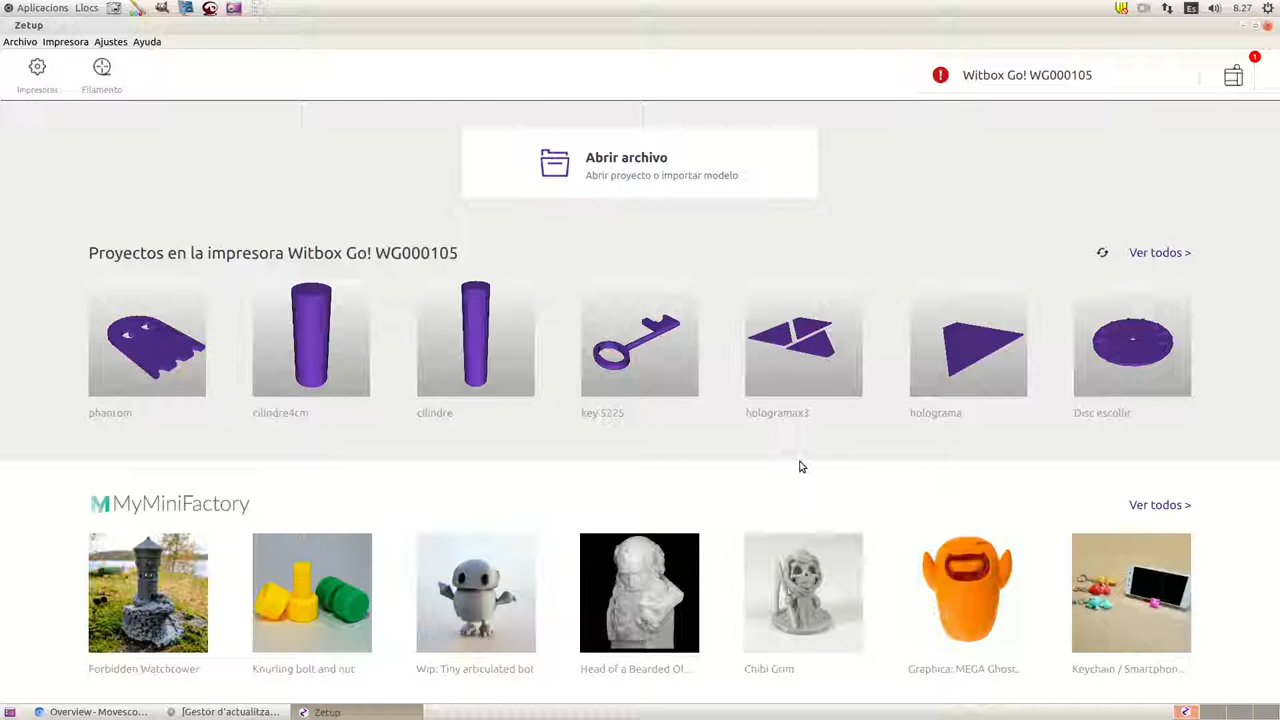 Aplicacions Llocs Es 8.27
Zetup
Archivo Impresora Ajustes Ayuda
Impresoras Filamento
Witbox Go! WG000105
1
Abrir archivo
Abrir proyecto o importar modelo
Proyectos en la impresora Witbox Go! WG000105
Ver todos >
phantom
cilindre4cm
cilindre
key 5225
hologramax3
holograma
Disc escollir
MyMiniFactory
Ver todos >
Forbidden Watchtower
Knurling bolt and nut
Wip: Tiny articulated bot
Head of a Bearded Ol...
Chibi Grim
Graphica: MEGA Ghost.
Keychain / Smartphon...
Overview - Movesco...
[Gestor d'actualitza...
Zetup